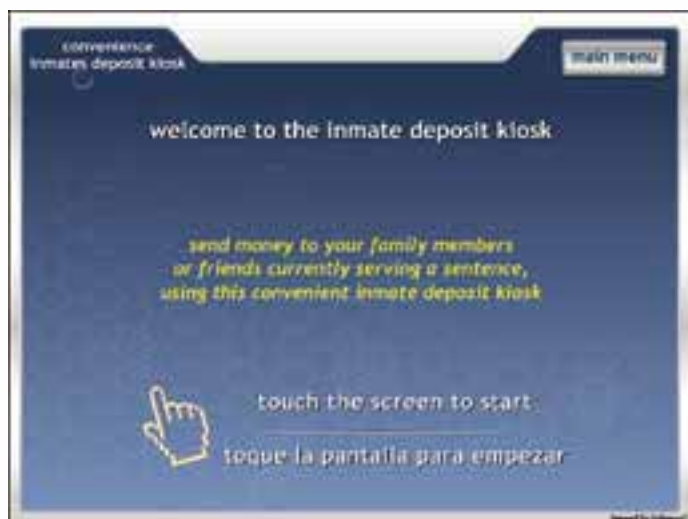 convenience
inmates deposit kiosk
main menu
welcome to the inmate deposit kiosk
send money to your family members
or friends currently serving a sentence,
using this convenient inmate deposit kiosk
touch the screen to start
toque la pantalla para empezar